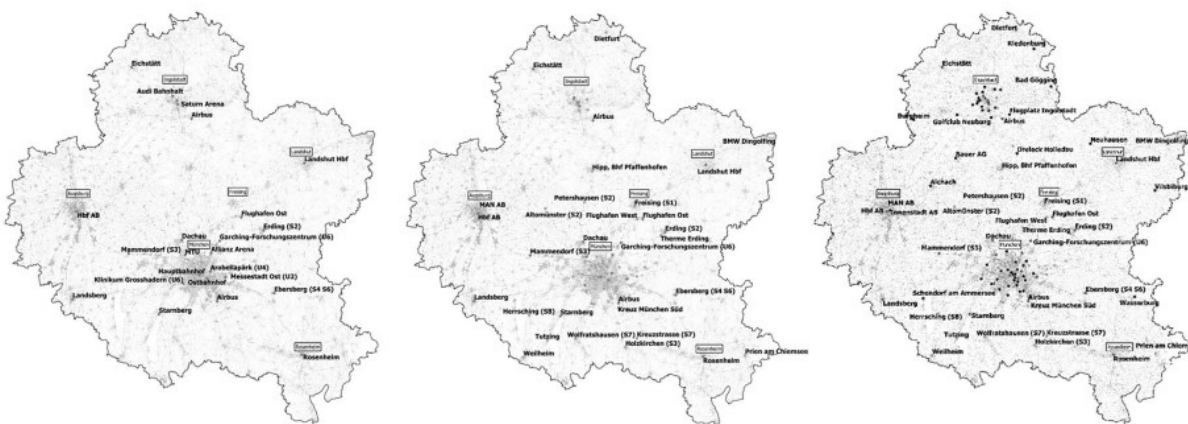 Eichstätt
Ingolstadt
Audi Bahnhalt
Saturn Arena
Airbus
Landshut
Landshut Hbf
Augsburg
Freising
Hbf AB
Flughafen Ost
Erding (S2)
Dachau
Garching-Forschungszentrum (U6)
München
Mammendorf (S3)
MTU
Allianz Arena
Arabellapark (U4)
Hauptbahnhof
Messestadt Ost (U2)
Klinikum Grosshadern (U6)
Ostbahnhof
Ebersberg (S4 S6)
Landsberg
Airbus
Starnberg
Rosenheim
Rosenheim
Dietfurt
Eichstätt
Ingolstadt
Airbus
BMW Dingolfing
Landshut
Hipp, Bhf Pfaffenhofen
Landshut Hbf
Augsburg
Petershausen (S2)
Freising
MAN AB
Freising (S1)
Hbf AB
Altomünster (S2)
Flughafen West
Flughafen Ost
Erding (S2)
Dachau
Therme Erding
München
Garching-Forschungszentrum (U6)
Mammendorf (S3)
Ebersberg (S4 S6)
Landsberg
Airbus
Kreuz München Süd
Herrsching (S8)
Starnberg
Tutzing
Wolfratshausen (S7)
Kreuzstrasse (S7)
Holzkirchen (S3)
Weilheim
Rosenheim
Prien am Chiemsee
Rosenheim
Dietfurt
Riedenburg
Eichstätt
Ingolstadt
Bad Gögging
Burgheim
Golfclub Neuburg
Flugplatz Ingolstadt
Airbus
Neuhausen
BMW Dingolfing
Sauer AG
Dreieck Holledau
Landshut
Landshut Hbf
Hipp, Bhf Pfaffenhofen
Aichach
Vilsbiburg
Augsburg
Petershausen (S2)
Freising
MAN AB
Freising (S1)
Hbf AB
Altomünster (S2)
Flughafen Ost
Flughafen West
Therme Erding
Erding (S2)
Dachau
Garching-Forschungszentrum (U6)
München
Mammendorf (S3)
Schondorf am Ammersee
Ebersberg (S4 S6)
Landsberg
Airbus
Wasserburg
Kreuz München Süd
Herrsching (S8)
Starnberg
Tutzing
Wolfratshausen (S7)
Kreuzstrasse (S7)
Holzkirchen (S3)
Weilheim
Rosenheim
Prien am Chiem
Rosenheim